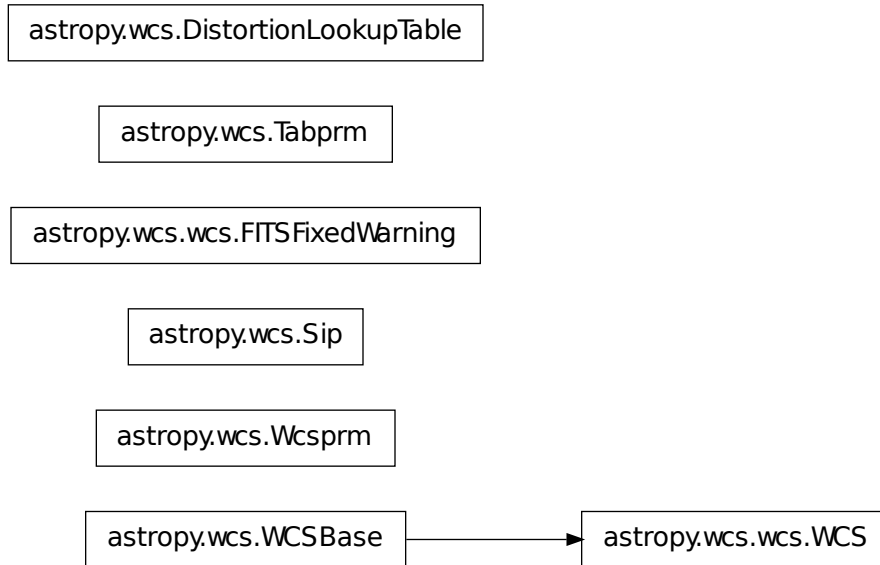 astropy.wcs.DistortionLookupTable
astropy.wcs.Tabprm
astropy.wcs.wcs.FITSFixedWarning
astropy.wcs.Sip
astropy.wcs.Wcsprm
astropy.wcs.WCSBase
astropy.wcs.wcs.WCS